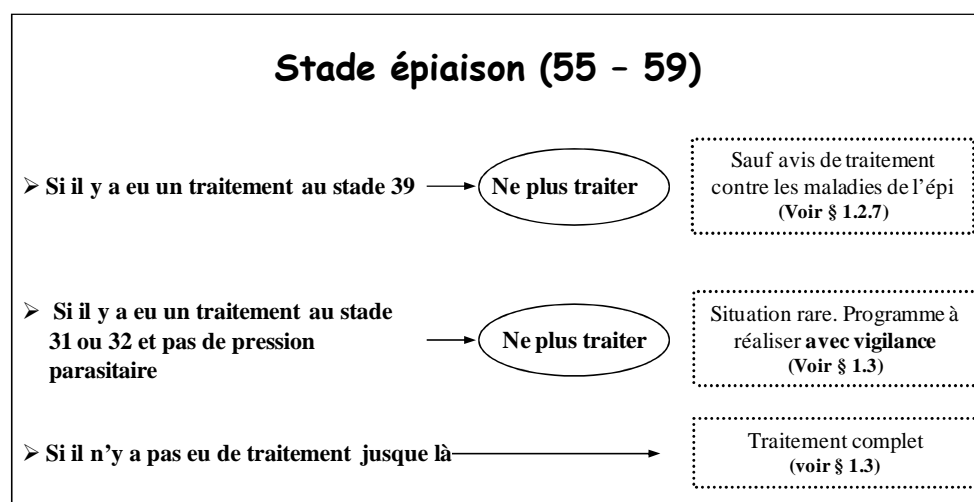 Stade épiaison (55 – 59)
➢ Si il y a eu un traitement au stade 39
Ne plus traiter
Sauf avis de traitement
contre les maladies de l'épi
(Voir § 1.2.7)
➢ Si il y a eu un traitement au stade
31 ou 32 et pas de pression
parasitaire
Ne plus traiter
Situation rare. Programme à
réaliser avec vigilance
(Voir § 1.3)
➢ Si il n'y a pas eu de traitement jusque là
Traitement complet
(voir § 1.3)